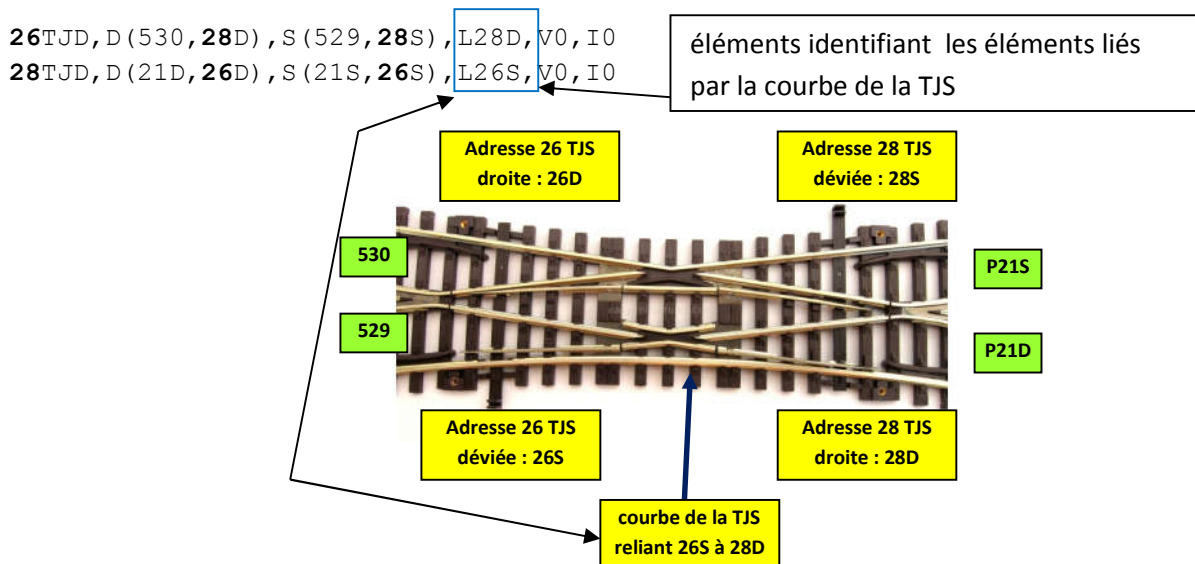 26TJD,D(530,28D),S(529,28S),L28D,V0,I0
28TJD,D(21D,26D),S(21S,26S),L26S,V0,I0
éléments identifiant les éléments liés
par la courbe de la TJS
Adresse 26 TJS
droite : 26D
Adresse 28 TJS
déviée : 28S
530
P21S
529
P21D
Adresse 26 TJS
déviée : 26S
Adresse 28 TJS
droite : 28D
courbe de la TJS
reliant 26S à 28D